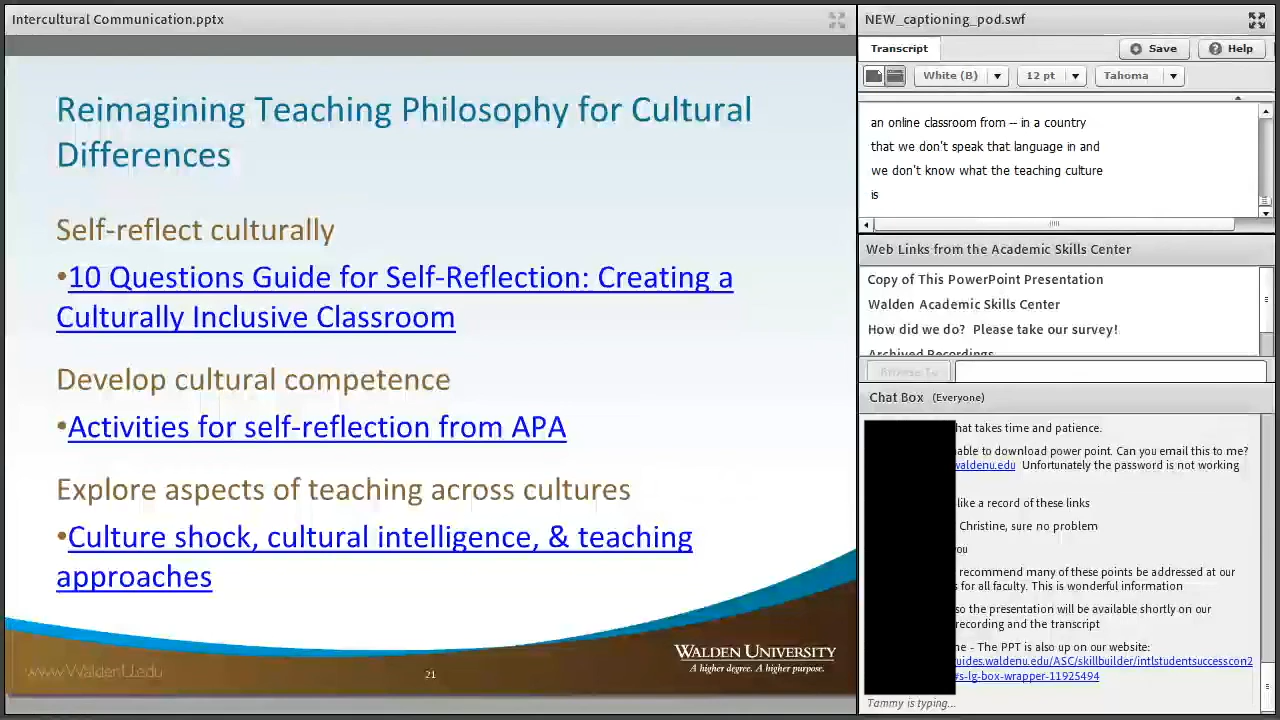 Intercultural Communication.pptx
Reimagining Teaching Philosophy for Cultural
Differences
Self-reflect culturally
•10 Questions Guide for Self-Reflection: Creating a
Culturally Inclusive Classroom
Develop cultural competence
•Activities for self-reflection from APA
Explore aspects of teaching across cultures
•Culture shock, cultural intelligence, & teaching
approaches
www.WaldenU.edu
21
WALDEN UNIVERSITY
A higher degree. A higher purpose.
NEW_captioning_pod.swf
Transcript
Save
Help
White (B)
12 pt
Tahoma
an online classroom from -- in a country
that we don't speak that language in and
we don't know what the teaching culture
is
Web Links from the Academic Skills Center
Copy of This PowerPoint Presentation
Walden Academic Skills Center
How did we do? Please take our survey!
Archived Recordings
Browse To
Chat Box (Everyone)
hat takes time and patience.
able to download power point. Can you email this to me?
waldenu.edu Unfortunately the password is not working
like a record of these links
Christine, sure no problem
ou
recommend many of these points be addressed at our
s for all faculty. This is wonderful information
so the presentation will be available shortly on our
recording and the transcript
ne - The PPT is also up on our website:
uides.waldenu.edu/ASC/skillbuilder/intlstudentsuccesscon2
#s-lg-box-wrapper-11925494
Tammy is typing...